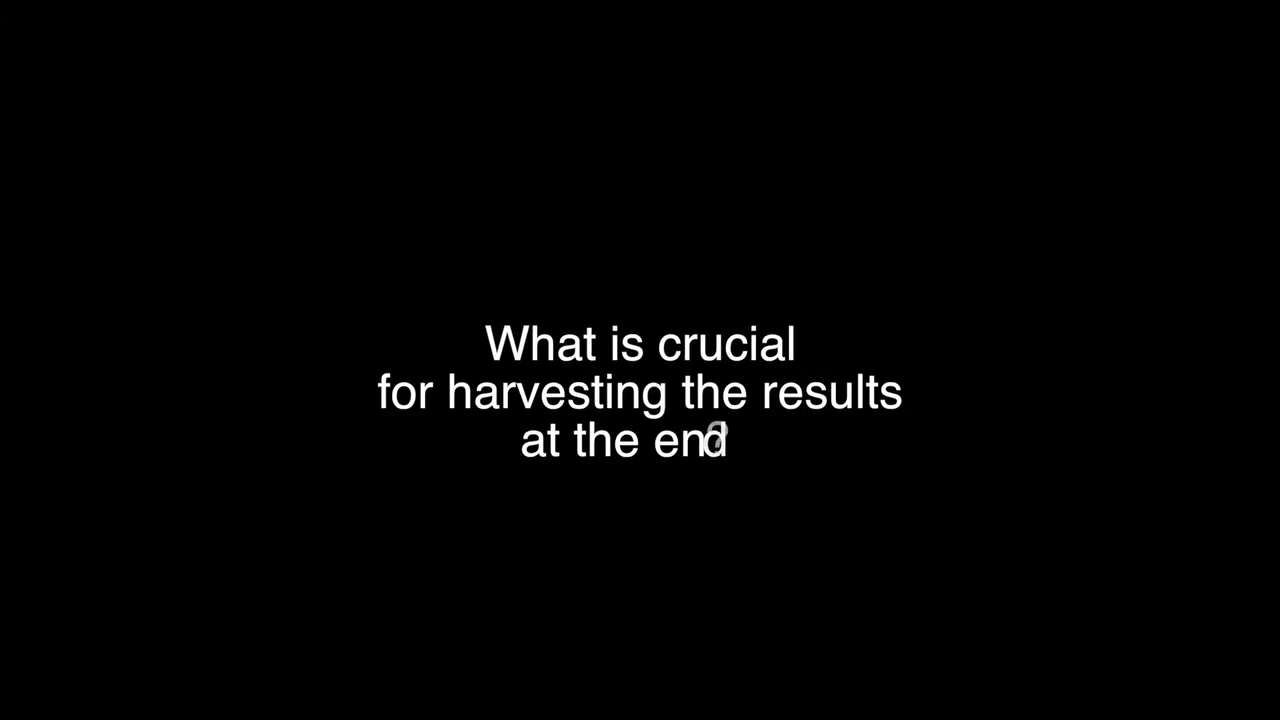 What is crucial
for harvesting the results
at the end?